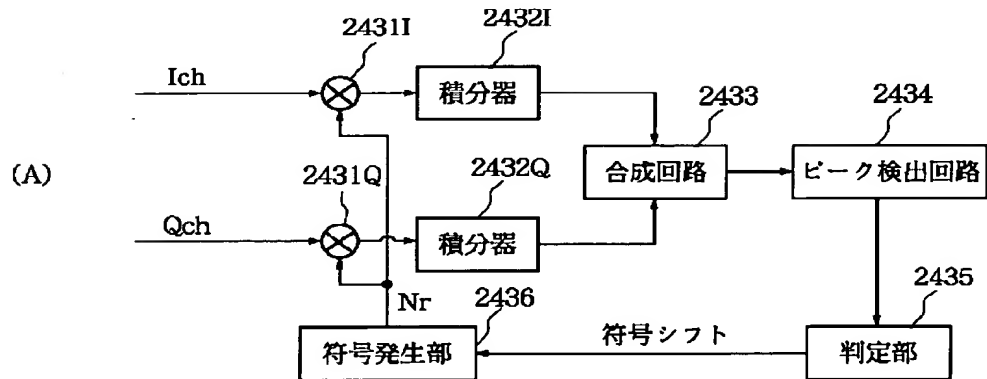 2431I
2432I
Ich
積分器
2433
2434
(A)
合成回路
ピーク検出回路
2431Q
2432Q
Qch
積分器
Nr
2436
2435
符号シフト
符号発生部
判定部